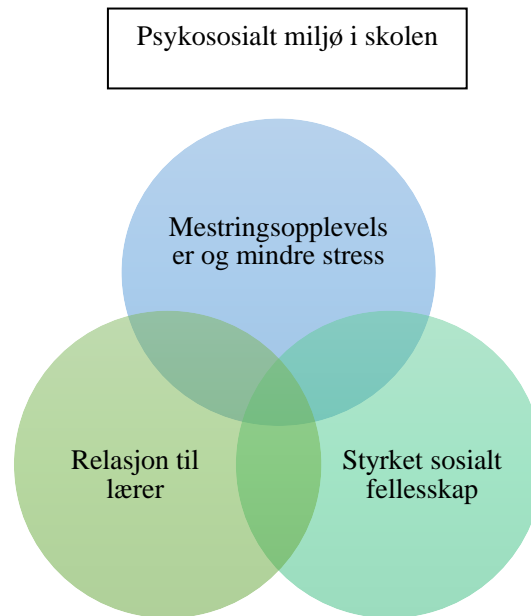 Psykososialt miljø i skolen
Mestringsopplevels
er og mindre stress
Relasjon til
lærer
Styrket sosialt
fellesskap